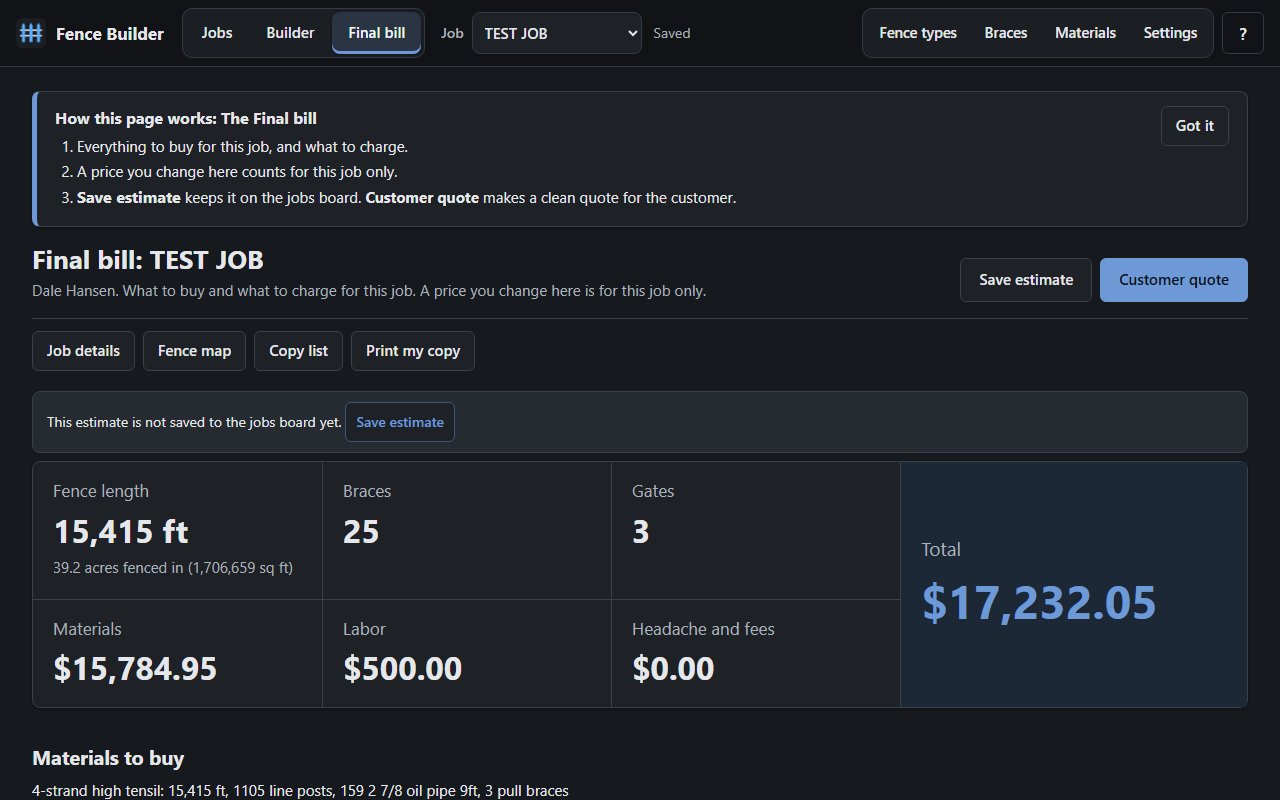 Fence Builder
Jobs
Builder
Final bill
Job
TEST JOB
Saved
Fence types
Braces
Materials
Settings
?
How this page works: The Final bill
Got it
1. Everything to buy for this job, and what to charge.
2. A price you change here counts for this job only.
3. Save estimate keeps it on the jobs board. Customer quote makes a clean quote for the customer.
Final bill: TEST JOB
Dale Hansen. What to buy and what to charge for this job. A price you change here is for this job only.
Save estimate
Customer quote
Job details
Fence map
Copy list
Print my copy
This estimate is not saved to the jobs board yet. Save estimate
Fence length
15,415 ft
39.2 acres fenced in (1,706,659 sq ft)
Braces
25
Gates
3
Materials
$15,784.95
Labor
$500.00
Headache and fees
$0.00
Total
$17,232.05
Materials to buy
4-strand high tensil: 15,415 ft, 1105 line posts, 159 2 7/8 oil pipe 9ft, 3 pull braces